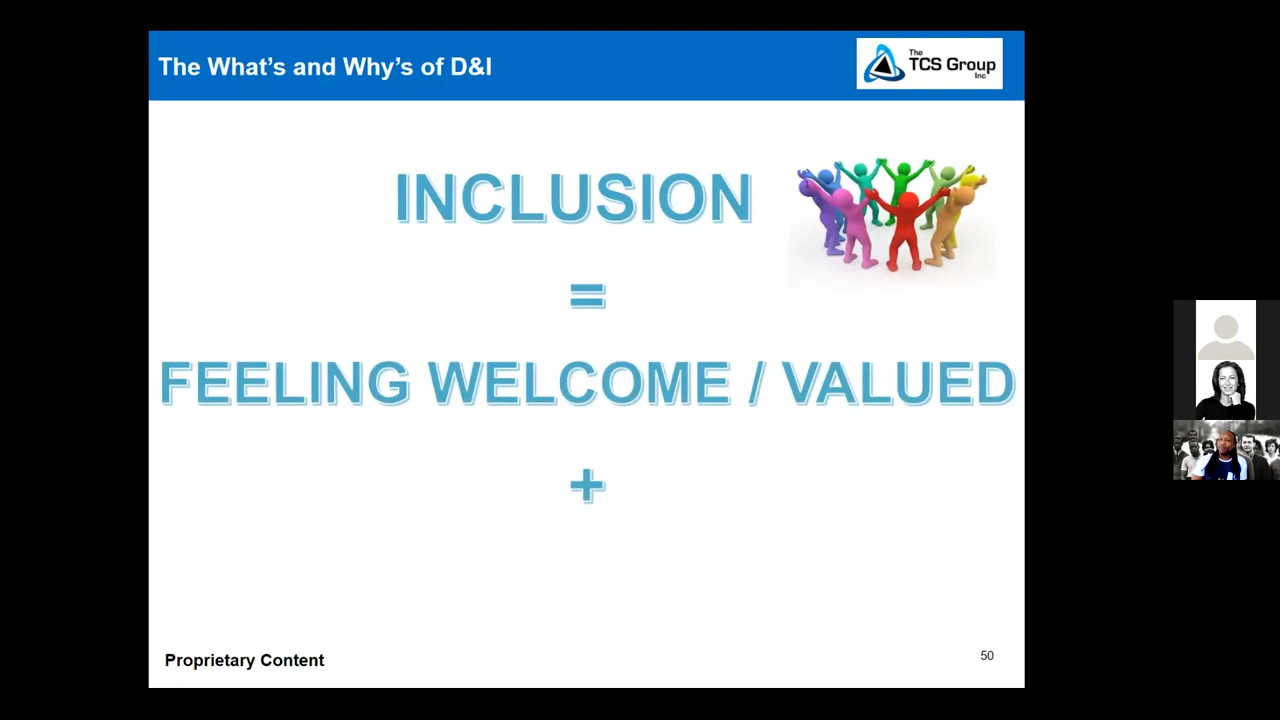 The What's and Why's of D&I
The
TCS Group
Inc
INCLUSION
=
FEELING WELCOME / VALUED
+
Proprietary Content
50